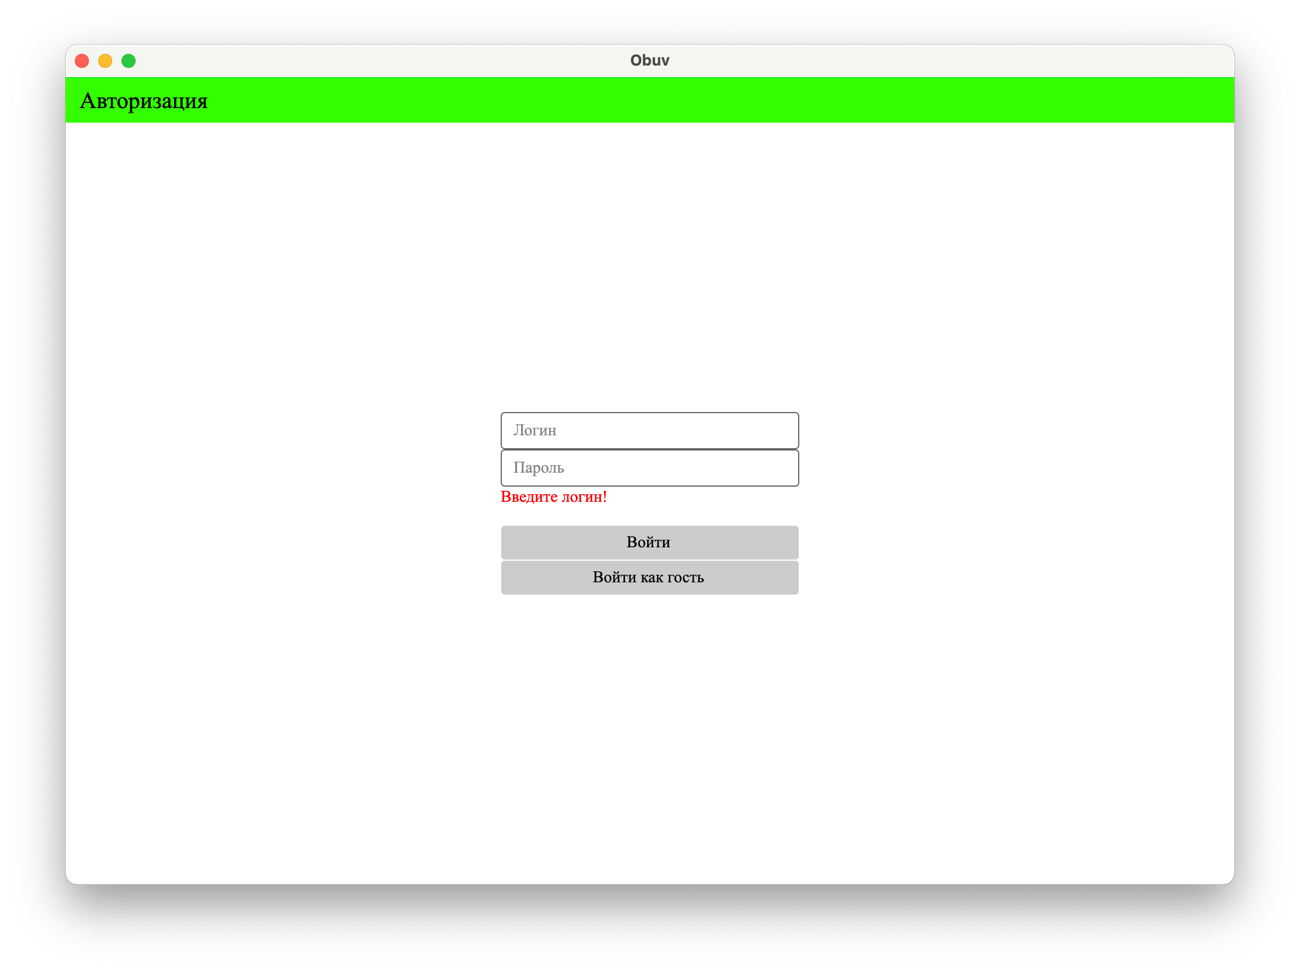 Obuv
Авторизация
Логин
Пароль
Введите логин!
Войти
Войти как гость